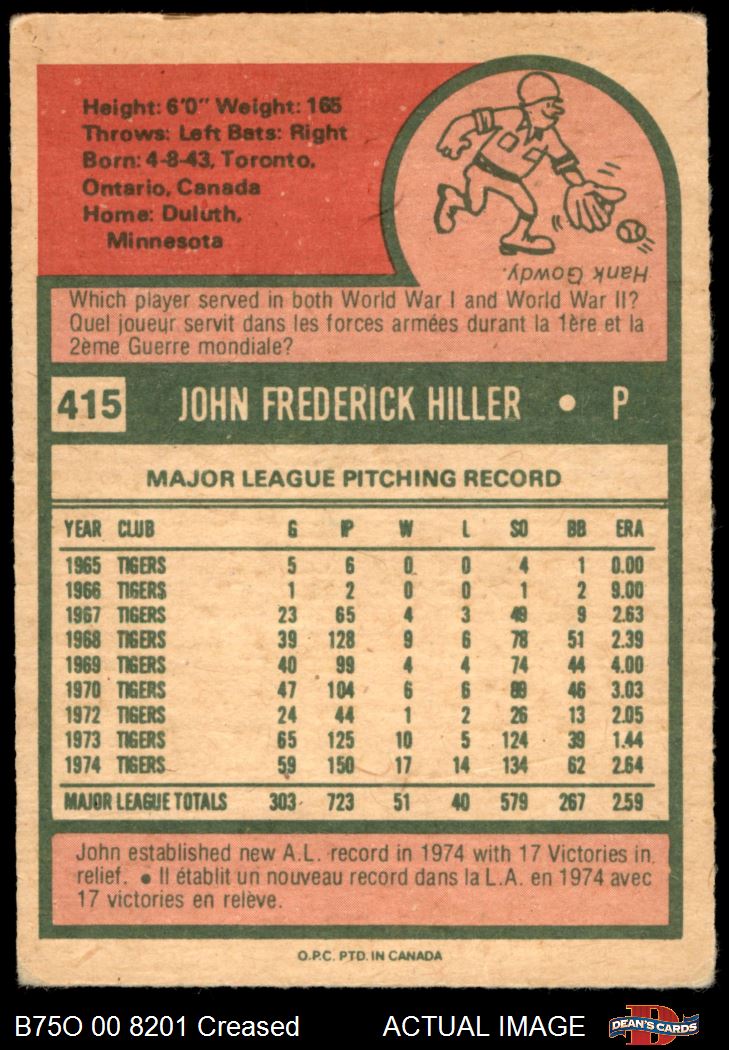 Height: 6'0" Weight: 165
Throws: Left Bats: Right
Born: 4-8-43, Toronto,
Ontario, Canada
Home: Duluth,
Minnesota
Hank Gowdy.
Which player served in both World War I and World War II?
Quel joueur servit dans les forces armées durant la 1ère et la
2ème Guerre mondiale?
415 JOHN FREDERICK HILLER • P
MAJOR LEAGUE PITCHING RECORD
YEAR CLUB G IP W L SO BB ERA
1965 TIGERS 5 6 0 0 4 1 0.00
1966 TIGERS 1 2 0 0 1 2 9.00
1967 TIGERS 23 65 4 3 49 9 2.63
1968 TIGERS 39 128 9 6 78 51 2.39
1969 TIGERS 40 99 4 4 74 44 4.00
1970 TIGERS 47 104 6 6 89 46 3.03
1972 TIGERS 24 44 1 2 26 13 2.05
1973 TIGERS 65 125 10 5 124 39 1.44
1974 TIGERS 59 150 17 14 134 62 2.64
MAJOR LEAGUE TOTALS 303 723 51 40 579 267 2.59
John established new A.L. record in 1974 with 17 Victories in
relief. • Il établit un nouveau record dans la L.A. en 1974 avec
17 victories en relève.
O.P.C. PTD. IN CANADA
B75O 00 8201 Creased ACTUAL IMAGE DEAN'S CARDS